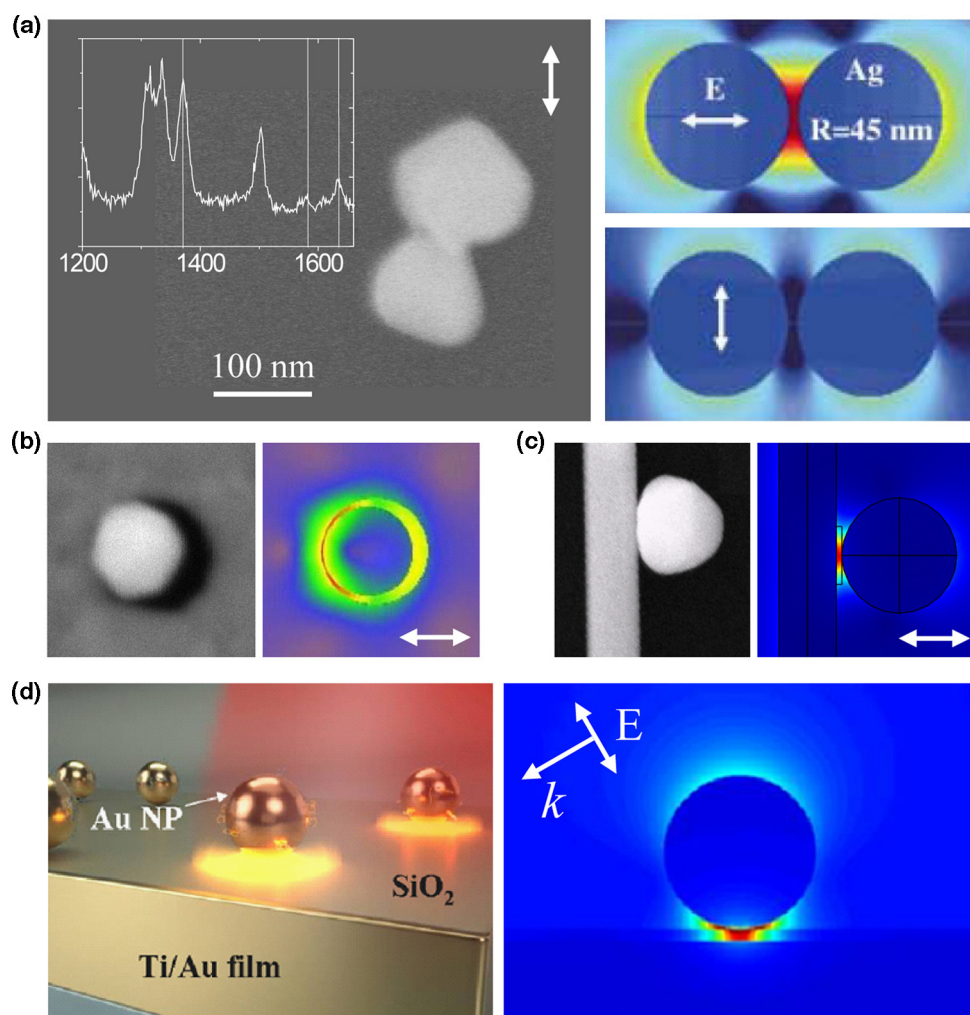 (a)
1200 1400 1600
100 nm
E
Ag
R=45 nm
(b)
(c)
(d)
Au NP
SiO₂
Ti/Au film
E
k